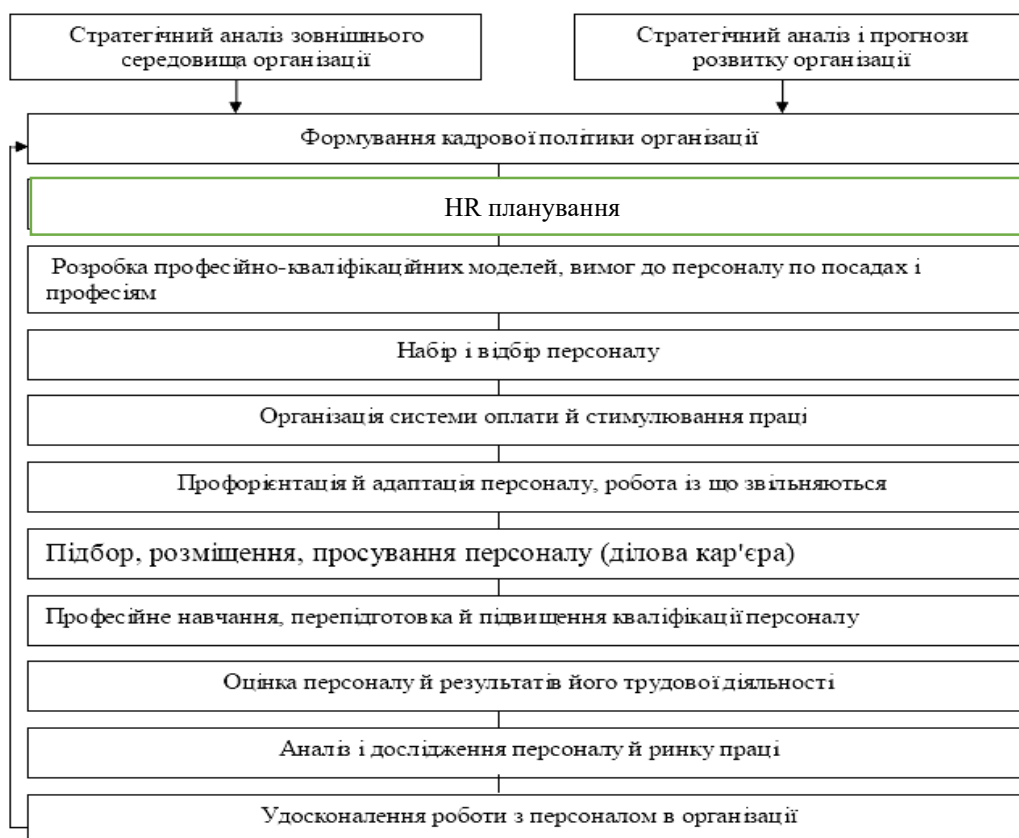 Стратегічний аналіз зовнішнього
середовища організації
Стратегічний аналіз і прогнози
розвитку організації
Формування кадрової політики організації
HR планування
Розробка професійно-кваліфікаційних моделей, вимог до персоналу по посадах і
професіям
Набір і відбір персоналу
Організація системи оплати й стимулювання праці
Профорієнтація й адаптація персоналу, робота із що звільняються
Підбор, розміщення, просування персоналу (ділова кар'єра)
Професійне навчання, перепідготовка й підвищення кваліфікації персоналу
Оцінка персоналу й результатів його трудової діяльності
Аналіз і дослідження персоналу й ринку праці
Удосконалення роботи з персоналом в організації